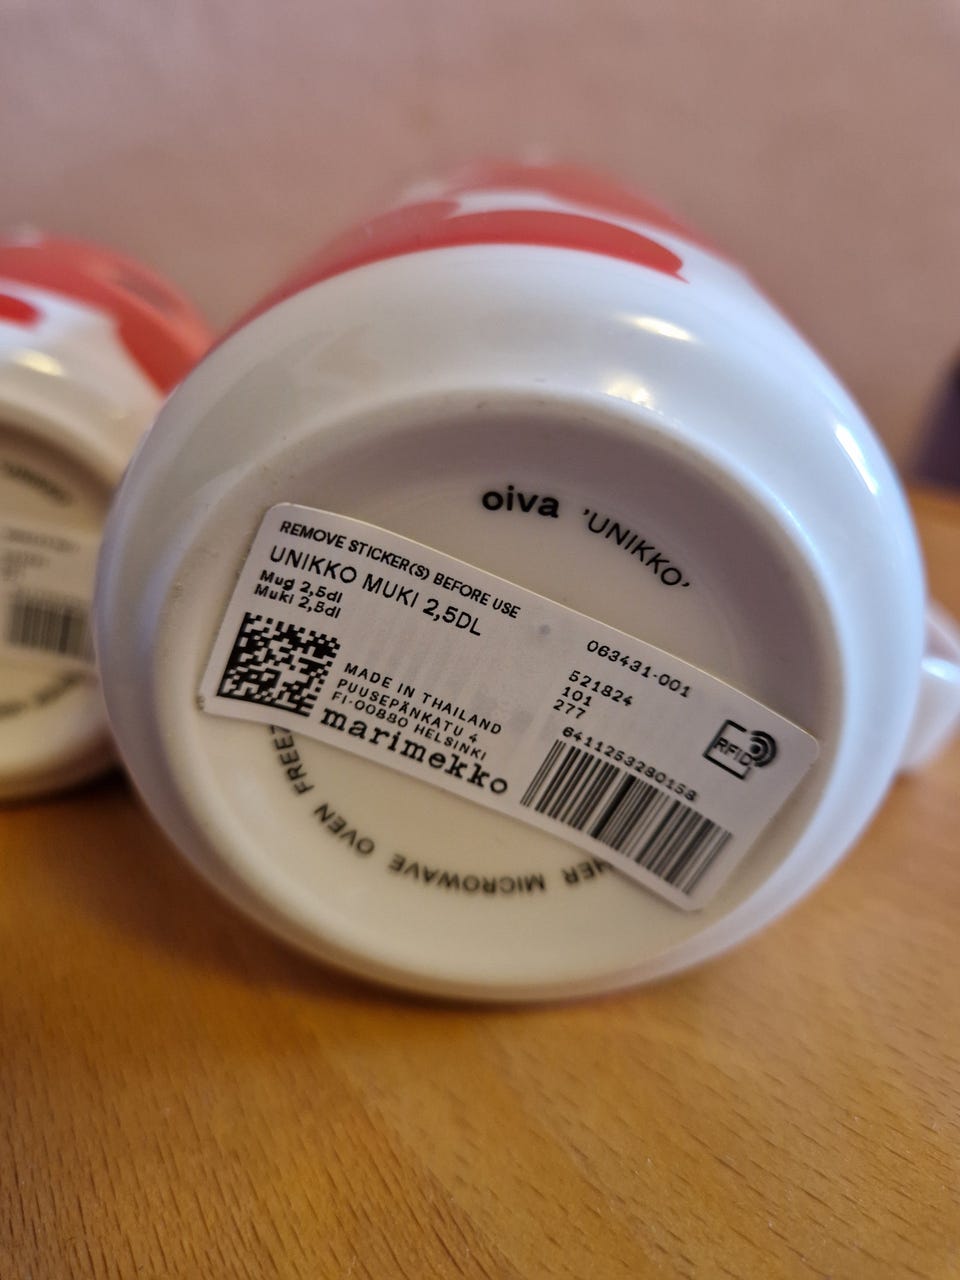 oiva 'UNIKKO'
REMOVE STICKER(S) BEFORE USE
UNIKKO MUKI 2,5DL
Mug 2,5dl
Muki 2,5dl
063431-001
521824
101
277
MADE IN THAILAND
PUUSEPÄNKATU 4
FI-00880 HELSINKI
marimekko
6411253280158
RFID
MICROWAVE OVEN FREEZ